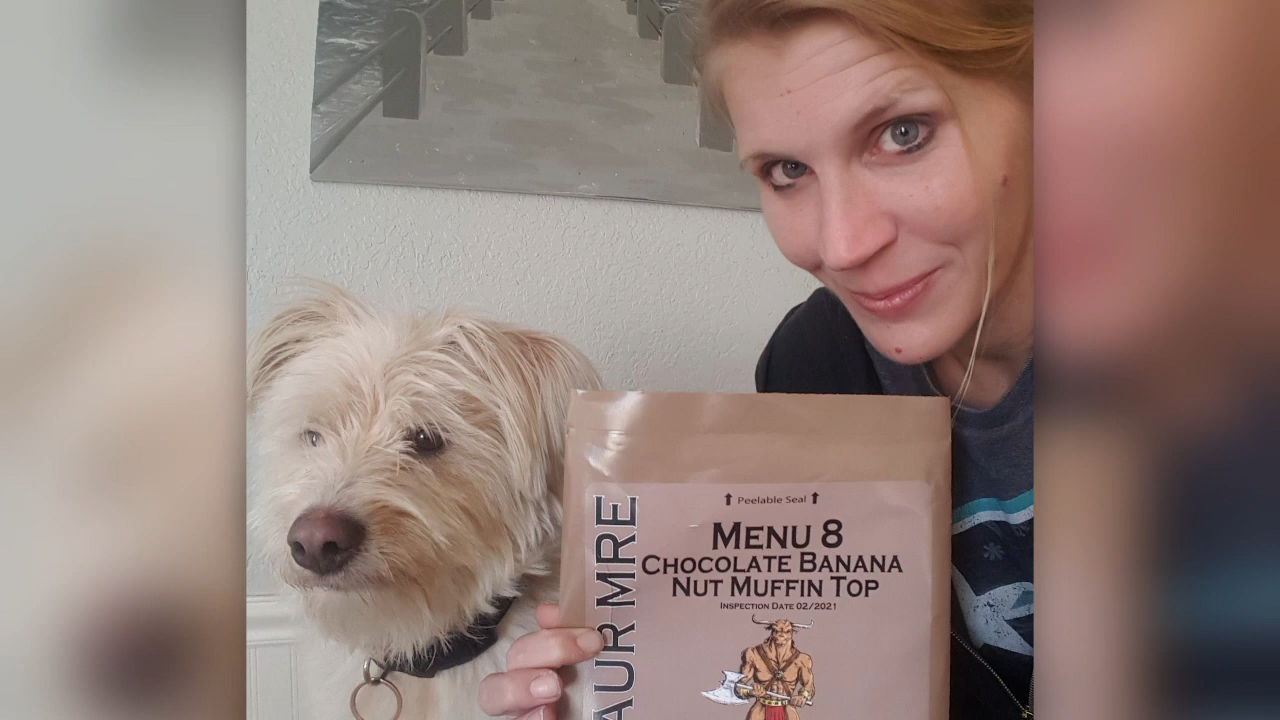 Peelable Seal
MENU 8
CHOCOLATE BANANA
NUT MUFFIN TOP
INSPECTION DATE 02/2021
AUR MRE